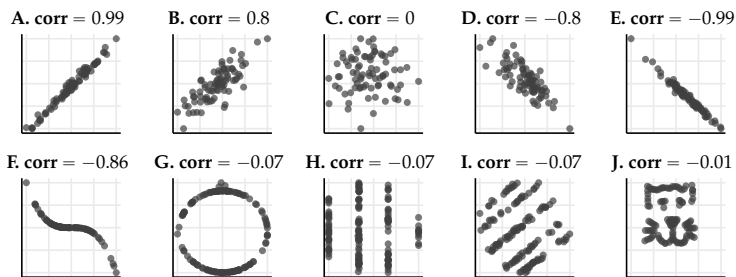 A. corr = 0.99 B. corr = 0.8 C. corr = 0 D. corr = −0.8 E. corr = −0.99
F. corr = −0.86 G. corr = −0.07 H. corr = −0.07 I. corr = −0.07 J. corr = −0.01